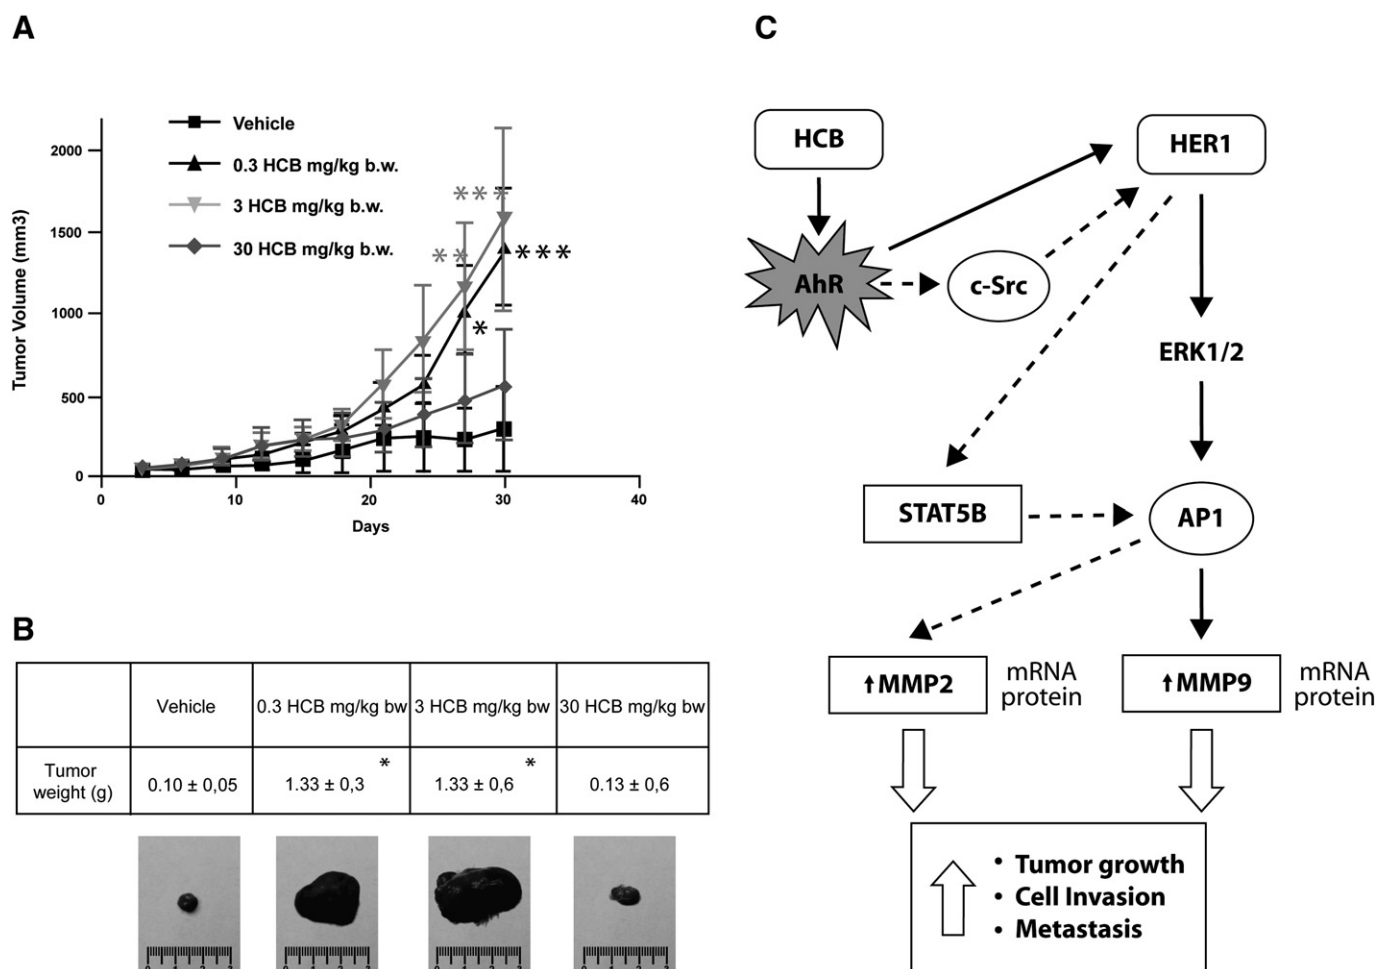 A
Vehicle
0.3 HCB mg/kg b.w.
3 HCB mg/kg b.w.
30 HCB mg/kg b.w.
Tumor Volume (mm3)
2000
1500
1000
500
0
0 10 20 30 40
Days
***
**
***
*
B
Vehicle 0.3 HCB mg/kg bw 3 HCB mg/kg bw 30 HCB mg/kg bw
Tumor
weight (g)
0.10 ± 0,05 1.33 ± 0,3 * 1.33 ± 0,6 * 0.13 ± 0,6
C
HCB
HER1
AhR
c-Src
ERK1/2
STAT5B
AP1
↑MMP2
mRNA
protein
↑MMP9
mRNA
protein
• Tumor growth
• Cell Invasion
• Metastasis